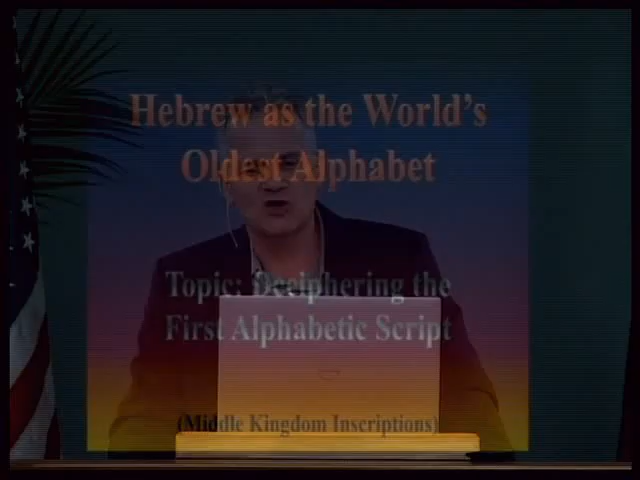 Hebrew as the World's
Oldest Alphabet
Topic: Deciphering the
First Alphabetic Script
(Middle Kingdom Inscriptions)